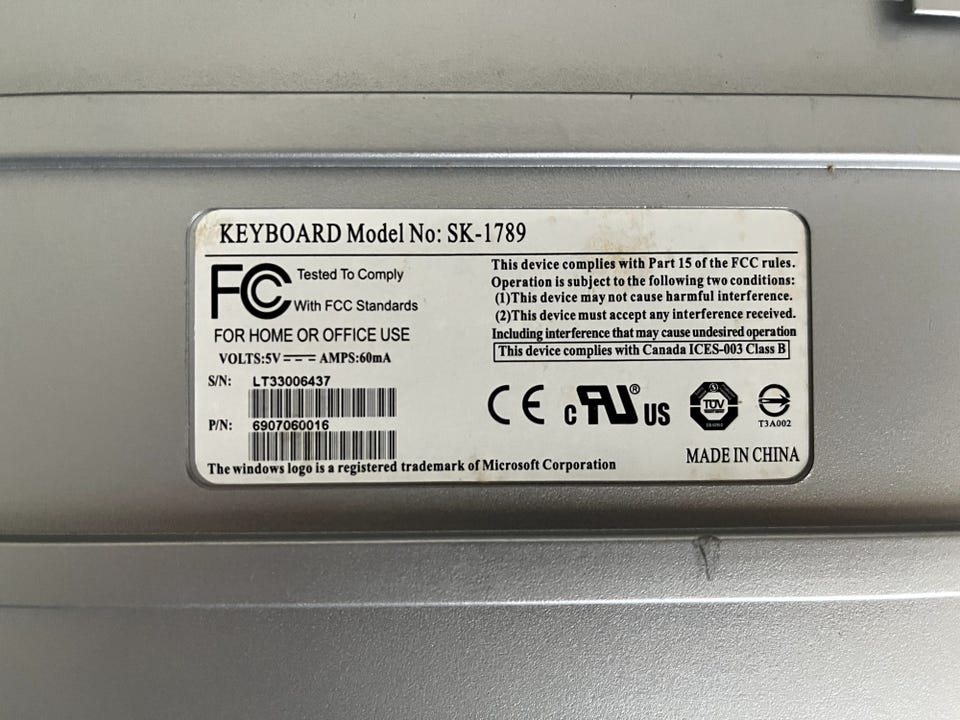 KEYBOARD Model No: SK-1789
FC Tested To Comply
With FCC Standards
FOR HOME OR OFFICE USE
VOLTS:5V AMPS:60mA
S/N: LT33006437
P/N: 6907060016
This device complies with Part 15 of the FCC rules.
Operation is subject to the following two conditions:
(1)This device may not cause harmful interference.
(2)This device must accept any interference received.
Including interference that may cause undesired operation
This device complies with Canada ICES-003 Class B
CE c RU ® US TÜV
T3A002
MADE IN CHINA
The windows logo is a registered trademark of Microsoft Corporation